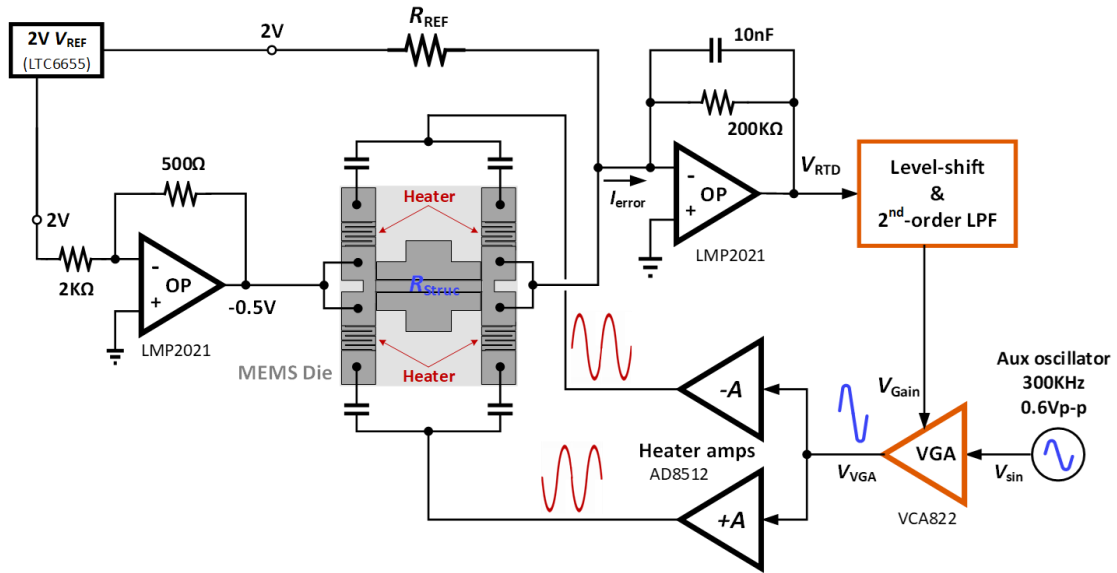 2V VREF
(LTC6655)
2V
RREF
10nF
200KΩ
VRTD
Level-shift
&
2nd-order LPF
-
+
OP
Ierror
LMP2021
500Ω
2V
2KΩ
-
+
OP
-0.5V
LMP2021
Heater
RStruc
Heater
MEMS Die
-A
+A
Heater amps
AD8512
VGain
VVGA
VGA
VCA822
Vsin
Aux oscillator
300KHz
0.6Vp-p